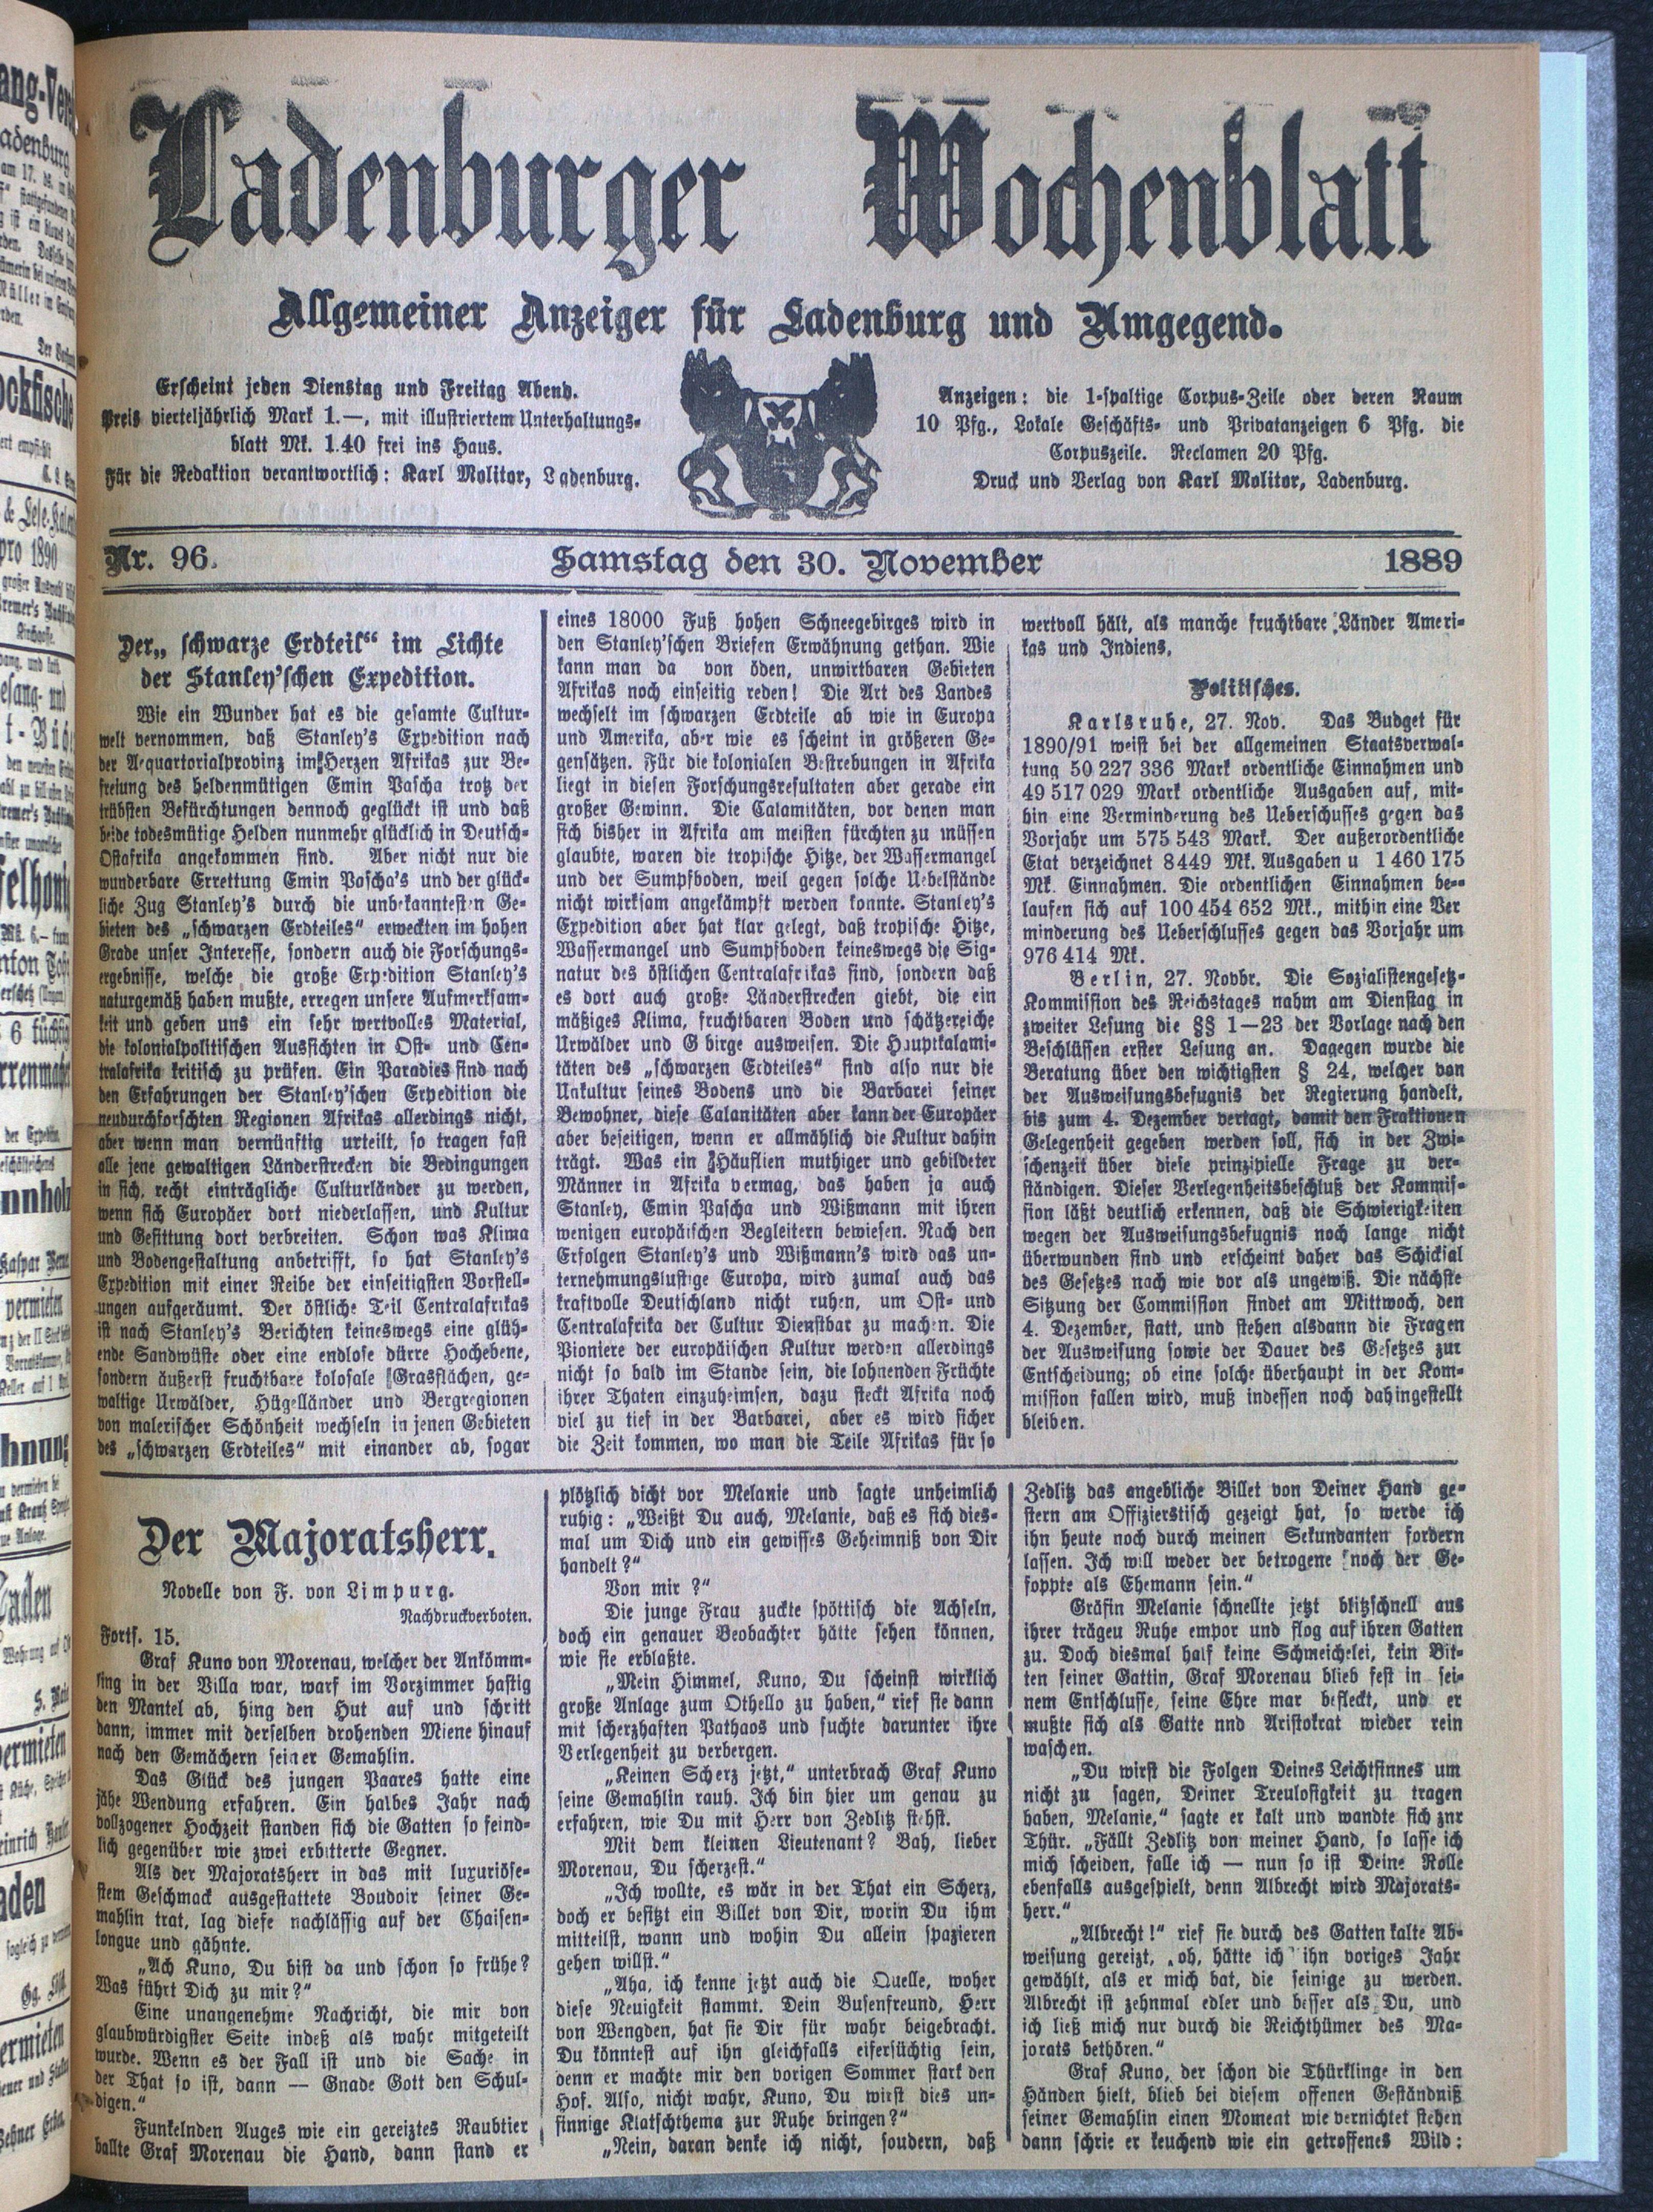 Ladenburger Wochenblatt
Allgemeiner Anzeiger für Ladenburg und Umgegend.
Erscheint jeden Dienstag und Freitag Abend.
Preis vierteljährlich Mark 1.—, mit illustriertem Unterhaltungs-
blatt Mk. 1.40 frei ins Haus.
Für die Redaktion verantwortlich: Karl Molitor, Ladenburg.
Anzeigen: die 1-spaltige Corpus-Zeile oder deren Raum
10 Pfg., Lokale Geschäfts- und Privatanzeigen 6 Pfg. die
Corpuszeile. Reclamen 20 Pfg.
Druck und Verlag von Karl Molitor, Ladenburg.
Nr. 96.
Samstag den 30. November
1889
Der „schwarze Erdteil“ im Lichte
der Stanley'schen Expedition.
Wie ein Wunder hat es die gesamte Cultur-
welt vernommen, daß Stanley's Expedition nach
der Aequartorialprovinz im Herzen Afrikas zur Be-
freiung des heldenmütigen Emin Pascha trotz der
trübsten Befürchtungen dennoch geglückt ist und daß
beide todesmütige Helden nunmehr glücklich in Deutsch-
Ostafrika angekommen sind. Aber nicht nur die
wunderbare Errettung Emin Pascha's und der glück-
liche Zug Stanley's durch die unbekanntesten Ge-
bieten des „schwarzen Erdteiles“ erweckten im hohen
Grade unser Interesse, sondern auch die Forschungs-
ergebnisse, welche die große Expedition Stanley's
naturgemäß haben mußte, erregen unsere Aufmerksam-
keit und geben uns ein sehr wertvolles Material,
die kolonialpolitischen Aussichten in Ost- und Cen-
tralafrika kritisch zu prüfen. Ein Paradies sind nach
den Erfahrungen der Stanley'schen Expedition die
neudurchforschten Regionen Afrikas allerdings nicht,
aber wenn man vernünftig urteilt, so tragen fast
alle jene gewaltigen Länderstrecken die Bedingungen
in sich, recht einträgliche Culturländer zu werden,
wenn sich Europäer dort niederlassen, und Kultur
und Gesittung dort verbreiten. Schon was Klima
und Bodengestaltung anbetrifft, so hat Stanley's
Expedition mit einer Reihe der einseitigsten Vorstell-
ungen aufgeräumt. Der östliche Teil Centralafrikas
ist nach Stanley's Berichten keineswegs eine glüh-
ende Sandwüste oder eine endlose dürre Hochebene,
sondern äußerst fruchtbare kolosale Grasflächen, ge-
waltige Urwälder, Hügelländer und Bergregionen
von malerischer Schönheit wechseln in jenen Gebieten
des „schwarzen Erdteiles“ mit einander ab, sogar
eines 18000 Fuß hohen Schneegebirges wird in
den Stanley'schen Briefen Erwähnung gethan. Wie
kann man da von öden, unwirtbaren Gebieten
Afrikas noch einseitig reden! Die Art des Landes
wechselt im schwarzen Erdteile ab wie in Europa
und Amerika, aber wie es scheint in größeren Ge-
gensätzen. Für die kolonialen Bestrebungen in Afrika
liegt in diesen Forschungsresultaten aber gerade ein
großer Gewinn. Die Calamitäten, vor denen man
sich bisher in Afrika am meisten fürchten zu müssen
glaubte, waren die tropische Hitze, der Wassermangel
und der Sumpfboden, weil gegen solche Uebelstände
nicht wirksam angekämpft werden konnte. Stanley's
Expedition aber hat klar gelegt, daß tropische Hitze,
Wassermangel und Sumpfboden keineswegs die Sig-
natur des östlichen Centralafrikas sind, sondern daß
es dort auch große Länderstrecken giebt, die ein
mäßiges Klima, fruchtbaren Boden und schätzereiche
Urwälder und G birge ausweisen. Die Hauptkalami-
täten des „schwarzen Erdteiles“ sind also nur die
Unkultur seines Bodens und die Barbarei seiner
Bewohner, diese Calanitäten aber kann der Europäer
aber beseitigen, wenn er allmählich die Kultur dahin
trägt. Was ein Häuflien muthiger und gebildeter
Männer in Afrika vermag, das haben ja auch
Stanley, Emin Pascha und Wißmann mit ihren
wenigen europäischen Begleitern bewiesen. Nach den
Erfolgen Stanley's und Wißmann's wird das un-
ternehmungslustige Europa, wird zumal auch das
kraftvolle Deutschland nicht ruhen, um Ost- und
Centralafrika der Cultur Dienstbar zu machen. Die
Pioniere der europäischen Kultur werden allerdings
nicht so bald im Stande sein, die lohnenden Früchte
ihrer Thaten einzuheimsen, dazu steckt Afrika noch
viel zu tief in der Barbarei, aber es wird sicher
die Zeit kommen, wo man die Teile Afrikas für so
wertvoll hält, als manche fruchtbare Länder Ameri-
kas und Indiens.
Politisches.
Karlsruhe, 27. Nov. Das Budget für
1890/91 weist bei der allgemeinen Staatsverwal-
tung 50 227 336 Mark ordentliche Einnahmen und
49 517 029 Mark ordentliche Ausgaben auf, mit-
hin eine Verminderung des Ueberschusses gegen das
Vorjahr um 575 543 Mark. Der außerordentliche
Etat verzeichnet 8449 Mk. Ausgaben u 1 460 175
Mk. Einnahmen. Die ordentlichen Einnahmen be-
laufen sich auf 100 454 652 Mk., mithin eine Ver
minderung des Ueberschlusses gegen das Vorjahr um
976 414 Mk.
Berlin, 27. Novbr. Die Sozialistengesetz-
Kommission des Reichstages nahm am Dienstag in
zweiter Lesung die §§ 1—23 der Vorlage nach den
Beschlüssen erster Lesung an. Dagegen wurde die
Beratung über den wichtigsten § 24, welcher von
der Ausweisungsbefugnis der Regierung handelt,
bis zum 4. Dezember vertagt, damit den Fraktionen
Gelegenheit gegeben werden soll, sich in der Zwi-
schenzeit über diese prinzipielle Frage zu ver-
ständigen. Dieser Verlegenheitsbeschluß der Kommis-
sion läßt deutlich erkennen, daß die Schwierigkeiten
wegen der Ausweisungsbefugnis noch lange nicht
überwunden sind und erscheint daher das Schicksal
des Gesetzes nach wie vor als ungewiß. Die nächste
Sitzung der Commission findet am Mittwoch, den
4. Dezember, statt, und stehen alsdann die Fragen
der Ausweisung sowie der Dauer des Gesetzes zur
Entscheidung; ob eine solche überhaupt in der Kom-
mission fallen wird, muß indessen noch dahingestellt
bleiben.
Der Majoratsherr.
Novelle von F. von Limpurg.
Nachdruckverboten.
Forts. 15.
Graf Kuno von Morenau, welcher der Ankömm-
ling in der Villa war, warf im Vorzimmer hastig
den Mantel ab, hing den Hut auf und schritt
dann, immer mit derselben drohenden Miene hinauf
nach den Gemächern seiner Gemahlin.
Das Glück des jungen Paares hatte eine
jähe Wendung erfahren. Ein halbes Jahr nach
vollzogener Hochzeit standen sich die Gatten so feind-
lich gegenüber wie zwei erbitterte Gegner.
Als der Majoratsherr in das mit luxuriöse-
stem Geschmack ausgestattete Boudoir seiner Ge-
mahlin trat, lag diese nachlässig auf der Chaisen-
longue und gähnte.
„Ach Kuno, Du bist da und schon so frühe?
Was führt Dich zu mir?“
Eine unangenehme Nachricht, die mir von
glaubwürdigster Seite indeß als wahr mitgeteilt
wurde. Wenn es der Fall ist und die Sache in
der That so ist, dann — Gnade Gott den Schul-
digen.“
Funkelnden Auges wie ein gereiztes Raubtier
ballte Graf Morenau die Hand, dann stand er
plötzlich dicht vor Melanie und sagte unheimlich
ruhig: „Weißt Du auch, Melanie, daß es sich dies-
mal um Dich und ein gewisses Geheimniß von Dir
handelt?“
Von mir?“
Die junge Frau zuckte spöttisch die Achseln,
doch ein genauer Beobachter hätte sehen können,
wie sie erblaßte.
„Mein Himmel, Kuno, Du scheinst wirklich
große Anlage zum Othello zu haben,“ rief sie dann
mit scherzhaften Pathaos und suchte darunter ihre
Verlegenheit zu verbergen.
„Keinen Scherz jetzt,“ unterbrach Graf Kuno
seine Gemahlin rauh. Ich bin hier um genau zu
erfahren, wie Du mit Herr von Zedlitz stehst.
Mit dem kleinen Lieutenant? Bah, lieber
Morenau, Du scherzest.“
„Ich wollte, es wär in der That ein Scherz,
doch er besitzt ein Billet von Dir, worin Du ihm
mitteilst, wann und wohin Du allein spazieren
gehen willst.“
„Aha, ich kenne jetzt auch die Quelle, woher
diese Neuigkeit stammt. Dein Busenfreund, Herr
von Wengden, hat sie Dir für wahr beigebracht.
Du könntest auf ihn gleichfalls eifersüchtig sein,
denn er machte mir den vorigen Sommer stark den
Hof. Also, nicht wahr, Kuno, Du wirst dies un-
sinnige Klatschthema zur Ruhe bringen?“
„Nein, daran denke ich nicht, sondern, daß
Zedlitz das angebliche Billet von Deiner Hand ge-
stern am Offizierstisch gezeigt hat, so werde ich
ihn heute noch durch meinen Sekundanten fordern
lassen. Ich will weder der betrogene noch der Ge-
foppte als Ehemann sein.“
Gräfin Melanie schnellte jetzt blitzschnell aus
ihrer trägeu Ruhe empor und flog auf ihren Gatten
zu. Doch diesmal half keine Schmeichelei, kein Bit-
ten seiner Gattin, Graf Morenau blieb fest in sei-
nem Entschlusse, seine Ehre mar befleckt, und er
mußte sich als Gatte nnd Aristokrat wieder rein
waschen.
„Du wirst die Folgen Deines Leichtsinnes um
nicht zu sagen, Deiner Treulosigkeit zu tragen
haben, Melanie,“ sagte er kalt und wandte sich znr
Thür. „Fällt Zedlitz von meiner Hand, so lasse ich
mich scheiden, falle ich — nun so ist Deine Rolle
ebenfalls ausgespielt, denn Albrecht wird Majorats-
herr.“
„Albrecht!“ rief sie durch des Gatten kalte Ab-
weisung gereizt, „oh, hätte ich ihn voriges Jahr
gewählt, als er mich bat, die seinige zu werden.
Albrecht ist zehnmal edler und besser als Du, und
ich ließ mich nur durch die Reichthümer des Ma-
jorats bethören.“
Graf Kuno, der schon die Thürklinge in den
Händen hielt, blieb bei diesem offenen Geständniß
seiner Gemahlin einen Moment wie vernichtet stehen
dann schrie er keuchend wie ein getroffenes Wild: